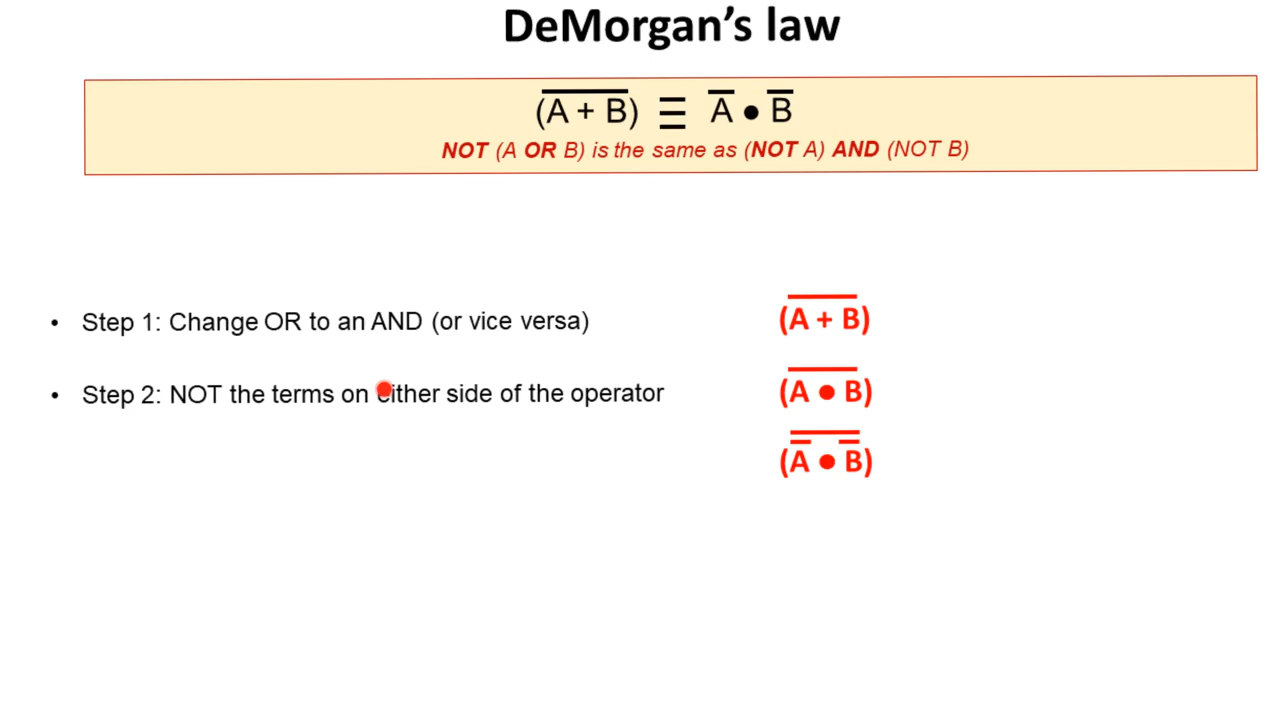 DeMorgan's law
(A̅ ̅+̅ ̅B̅) ≡ A̅ • B̅
NOT (A OR B) is the same as (NOT A) AND (NOT B)
• Step 1: Change OR to an AND (or vice versa)
(A̅ ̅+̅ ̅B̅)
• Step 2: NOT the terms on either side of the operator
(A̅ ̅•̅ ̅B̅)
(A̿ ̅•̅ ̅B̿)